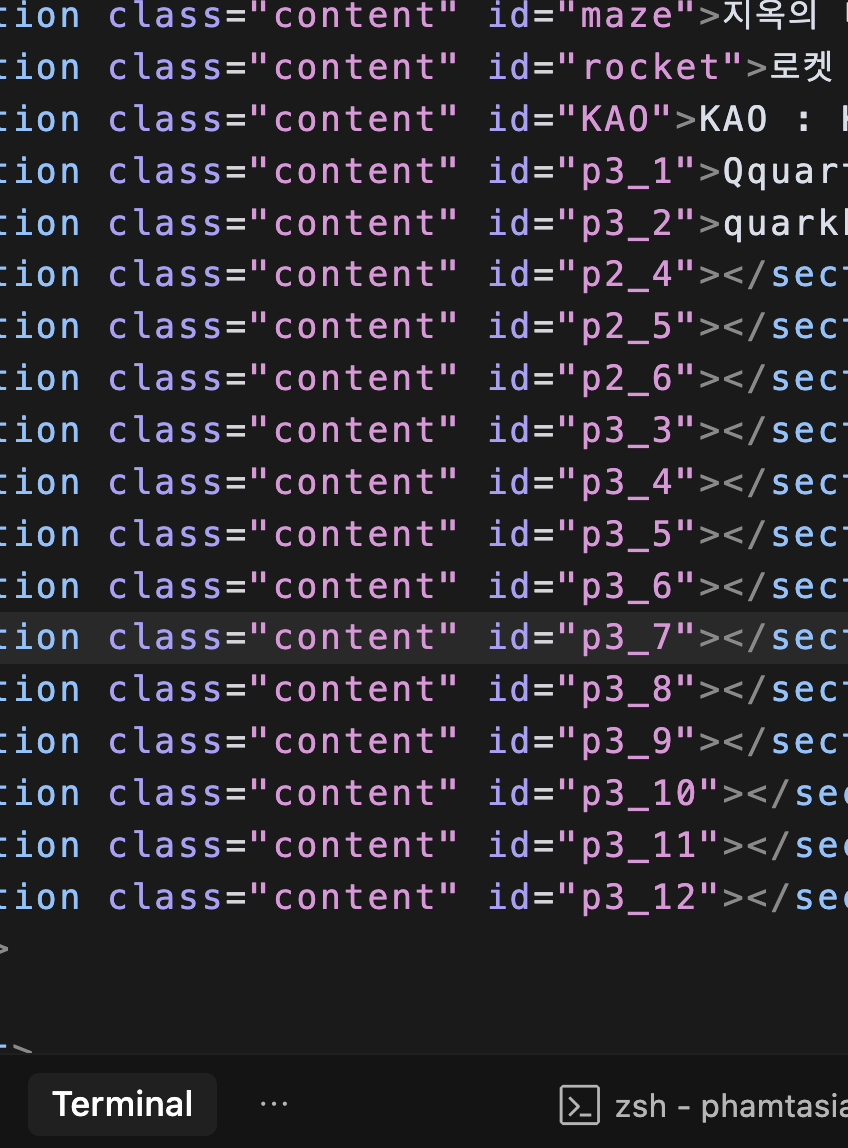 tion class="content" id="maze">지옥의
tion class="content" id="rocket">로켓
tion class="content" id="KAO">KAO :
tion class="content" id="p3_1">Qquart
tion class="content" id="p3_2">quark
tion class="content" id="p2_4"></sect
tion class="content" id="p2_5"></sect
tion class="content" id="p2_6"></sect
tion class="content" id="p3_3"></sect
tion class="content" id="p3_4"></sect
tion class="content" id="p3_5"></sect
tion class="content" id="p3_6"></sect
tion class="content" id="p3_7"></sect
tion class="content" id="p3_8"></sect
tion class="content" id="p3_9"></sect
tion class="content" id="p3_10"></sec
tion class="content" id="p3_11"></sec
tion class="content" id="p3_12"></sec
>
Terminal ··· zsh - phamtasia